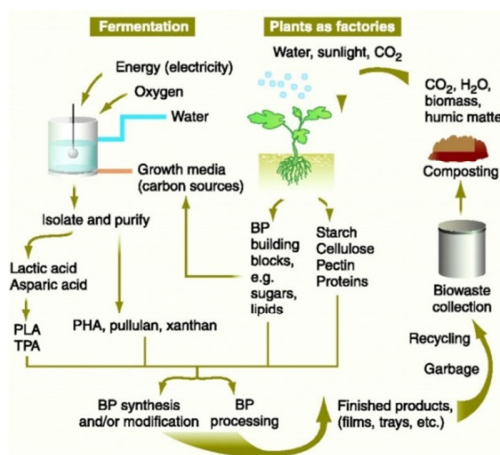 Fermentation
Plants as factories
Energy (electricity)
Oxygen
Water
Growth media
(carbon sources)
Isolate and purify
Lactic acid
Asparic acid
PLA
TPA
PHA, pullulan, xanthan
Water, sunlight, CO2
BP
building
blocks,
e.g.
sugars,
lipids
Starch
Cellulose
Pectin
Proteins
CO2, H2O,
biomass,
humic matte
Composting
Biowaste
collection
Recycling
Garbage
BP synthesis
and/or modification
BP
processing
Finished products,
(films, trays, etc.)